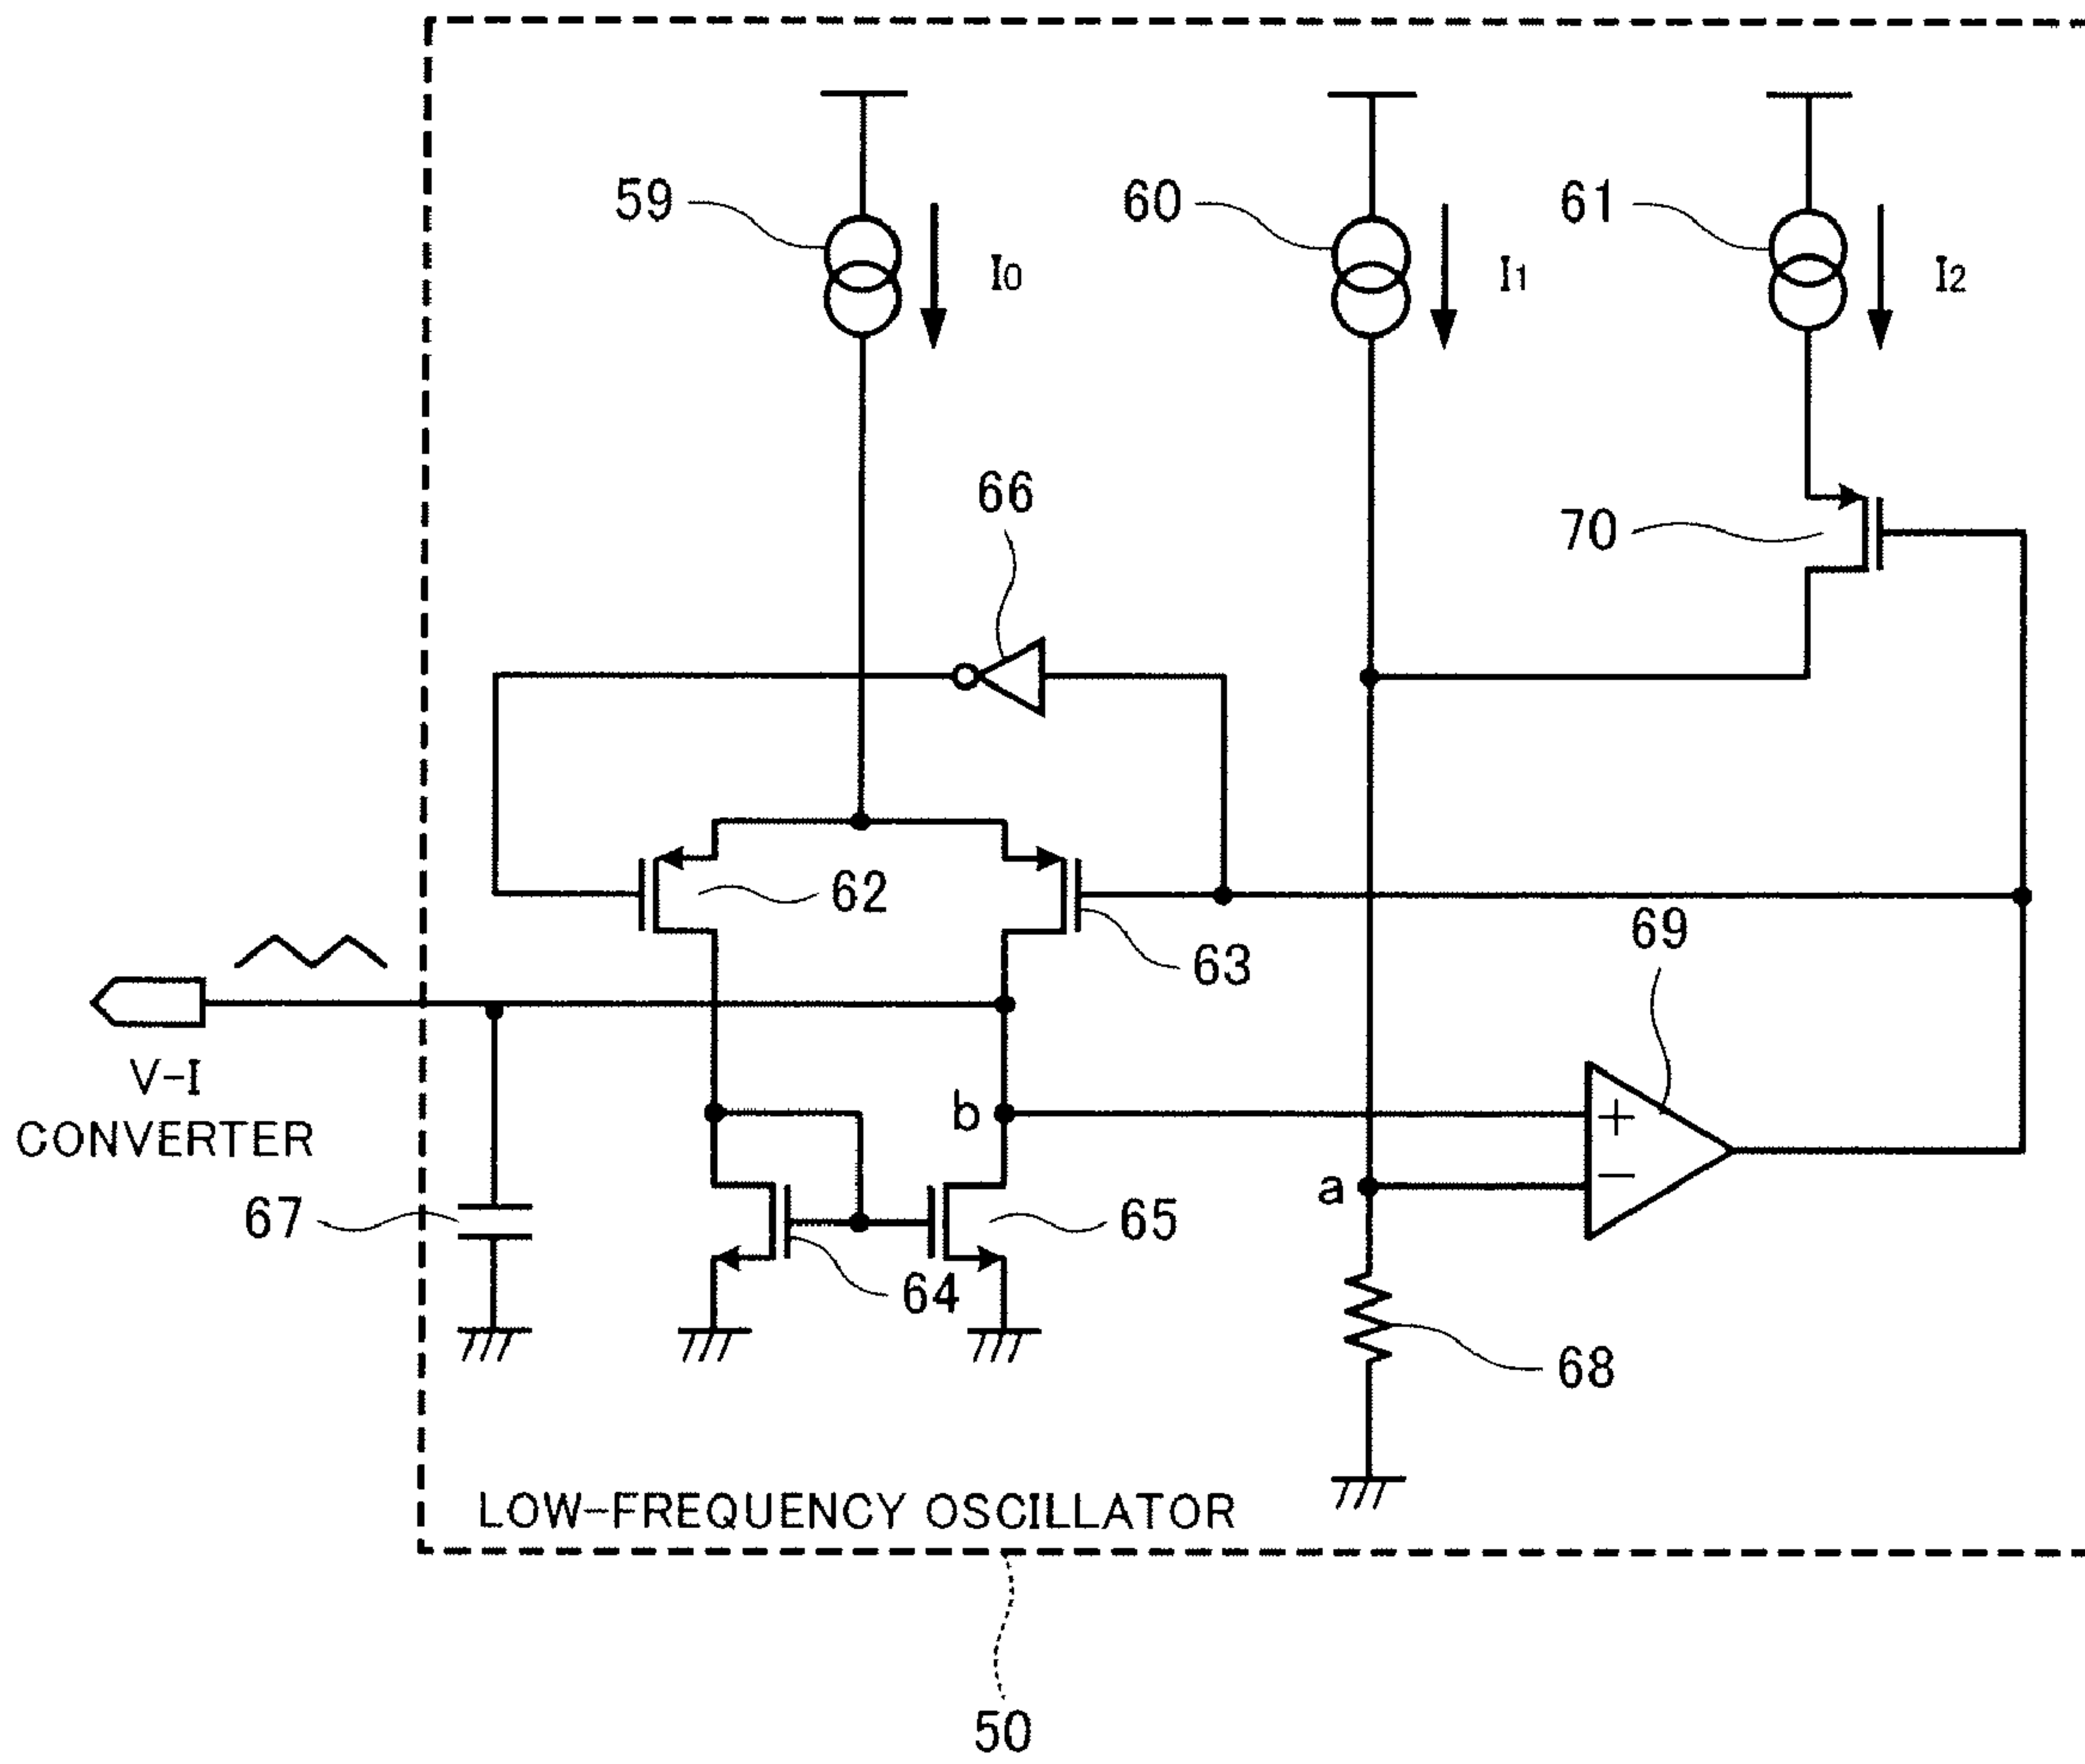 59
I0
60
I1
61
I2
66
70
62
63
69
V-I
CONVERTER
b
+
a
−
67
65
64
68
LOW-FREQUENCY OSCILLATOR
50